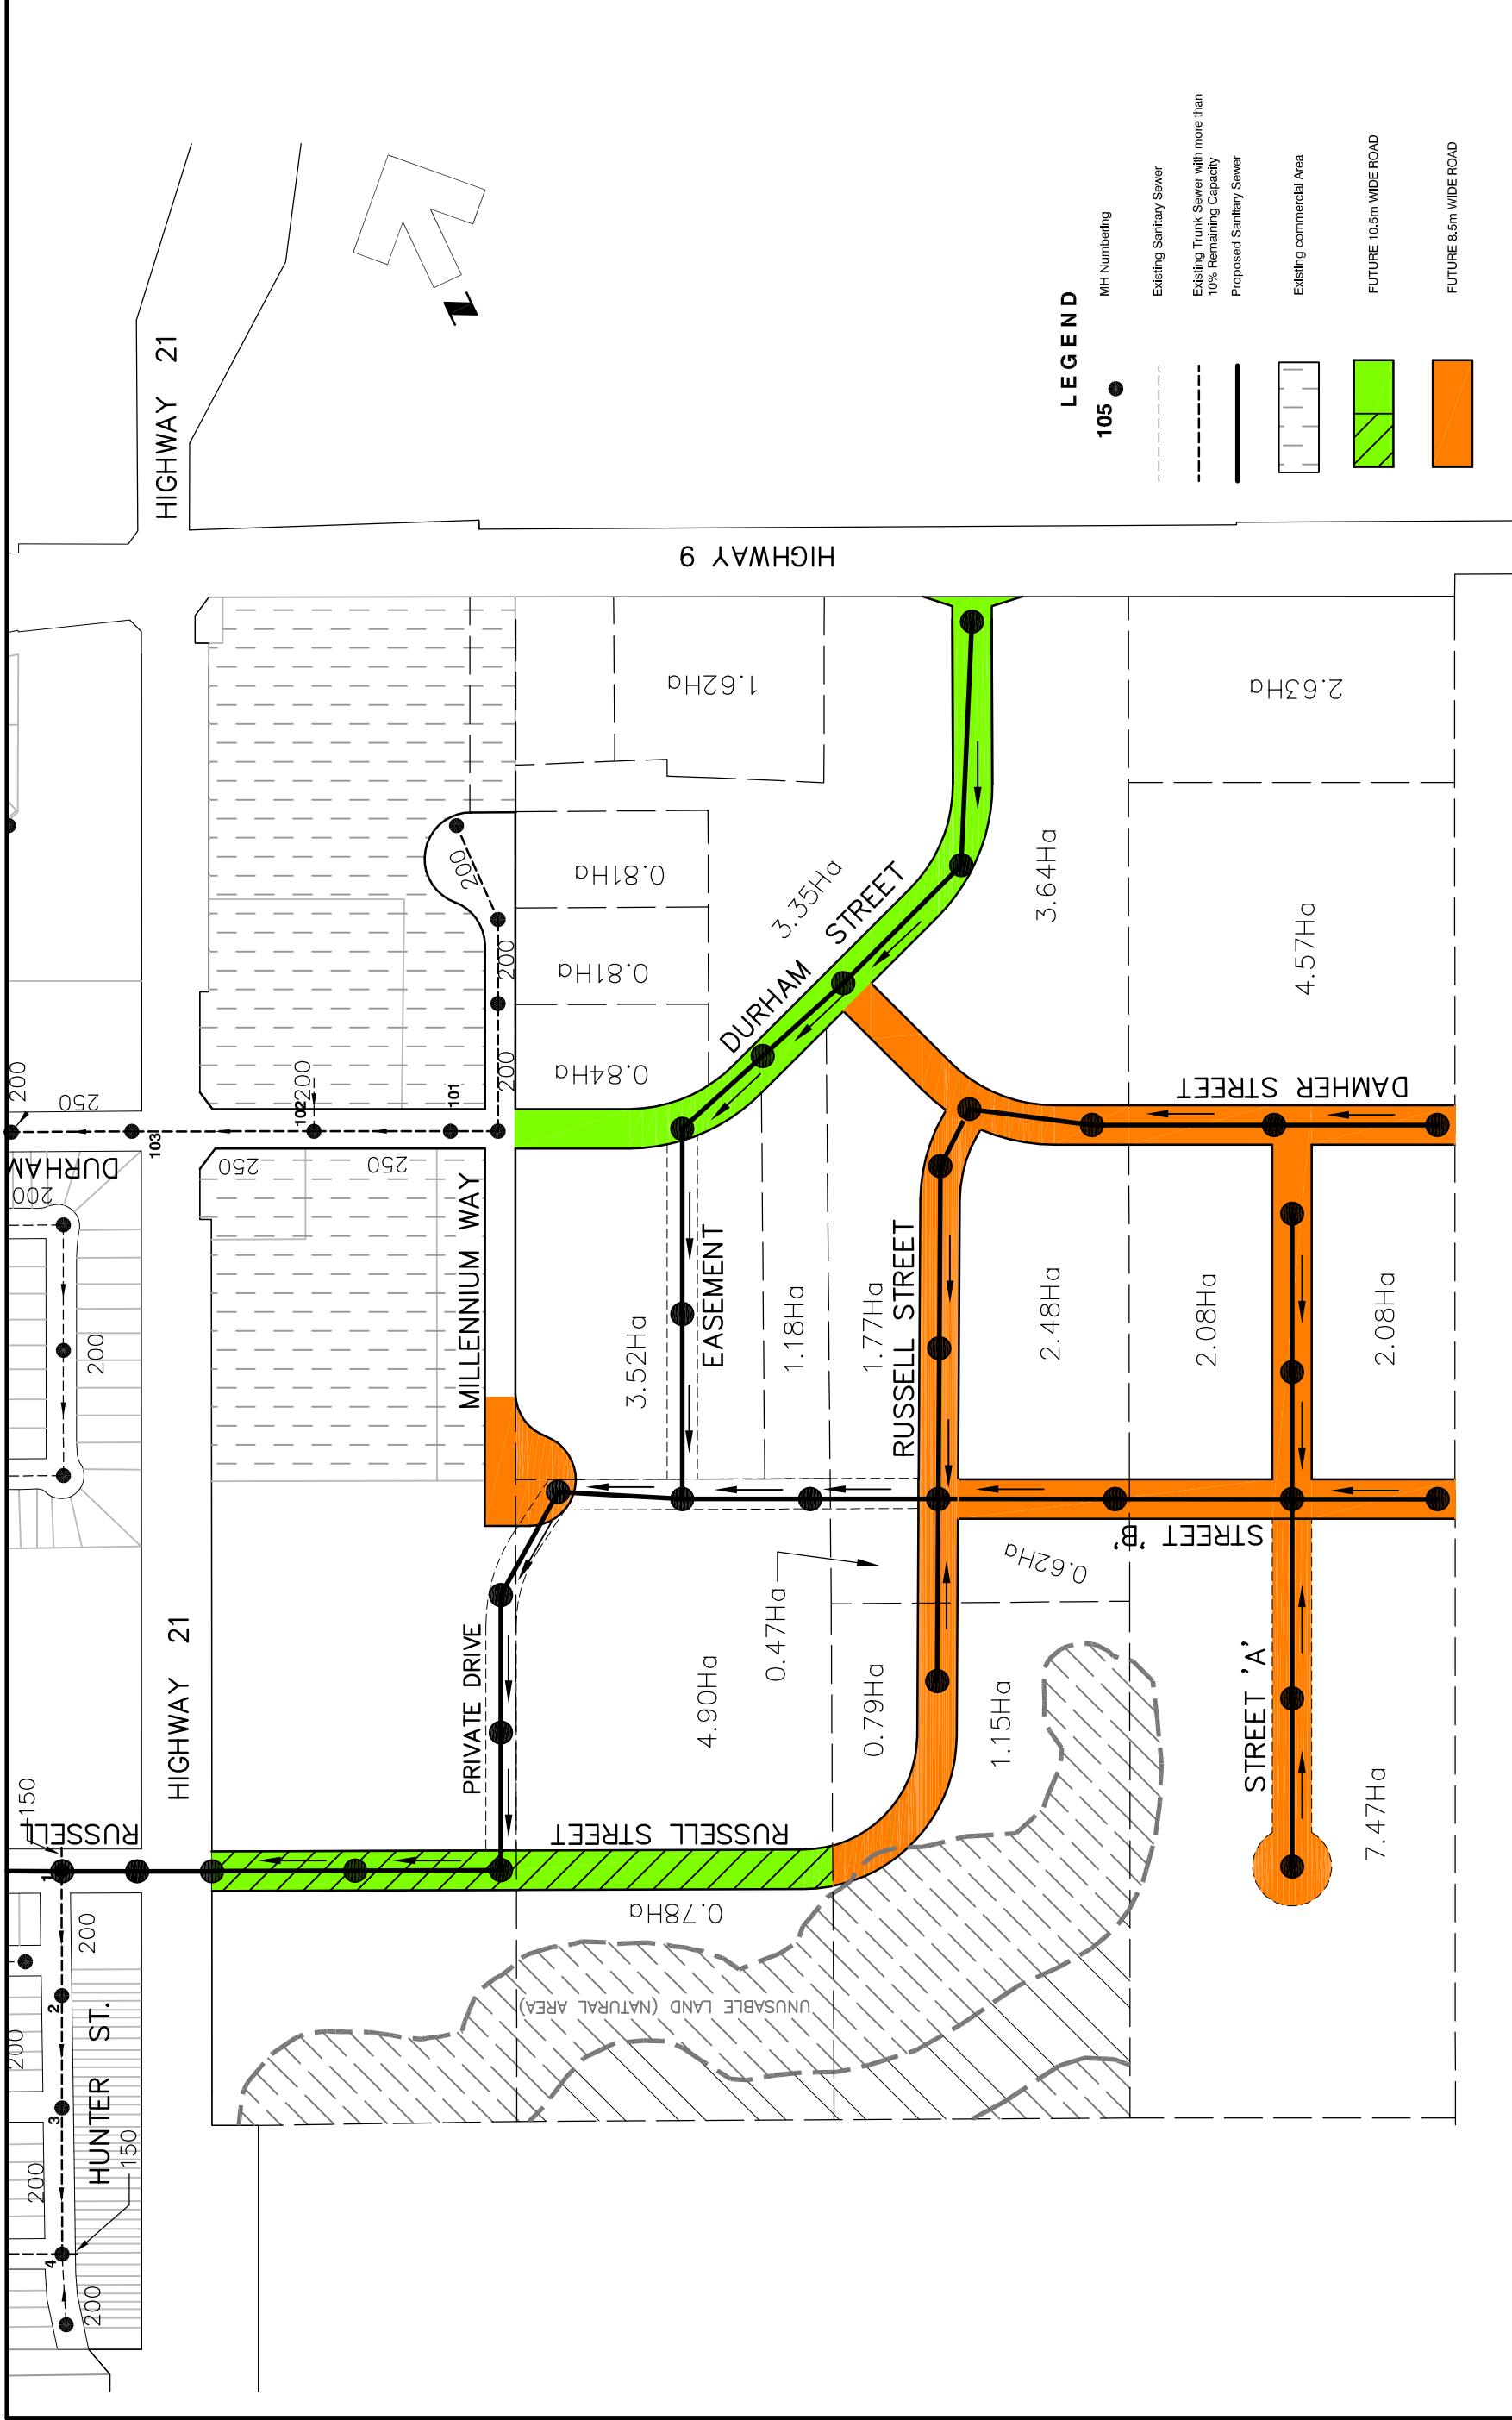 200
250
103
102
200
101
200
200
200
DURHAM
200
250
250
200
HIGHWAY 21
HIGHWAY 9
N
LEGEND
105
MH Numbering
Existing Sanitary Sewer
Existing Trunk Sewer with more than
10% Remaining Capacity
Proposed Sanitary Sewer
Existing commercial Area
FUTURE 10.5m WIDE ROAD
FUTURE 8.5m WIDE ROAD
1.62Ha
2.63Ha
0.81Ha
0.81Ha
0.84Ha
3.35Ha
DURHAM STREET
3.64Ha
4.57Ha
DAMHER STREET
MILLENNIUM WAY
3.52Ha
EASEMENT
1.18Ha
1.77Ha
RUSSELL STREET
2.48Ha
2.08Ha
2.08Ha
STREET 'B'
0.62Ha
0.47Ha
HIGHWAY 21
PRIVATE DRIVE
4.90Ha
0.79Ha
1.15Ha
STREET 'A'
7.47Ha
150
RUSSELL
1
RUSSELL STREET
0.78Ha
UNUSABLE LAND (NATURAL AREA)
200
2
200
3
HUNTER ST.
150
200
4
200